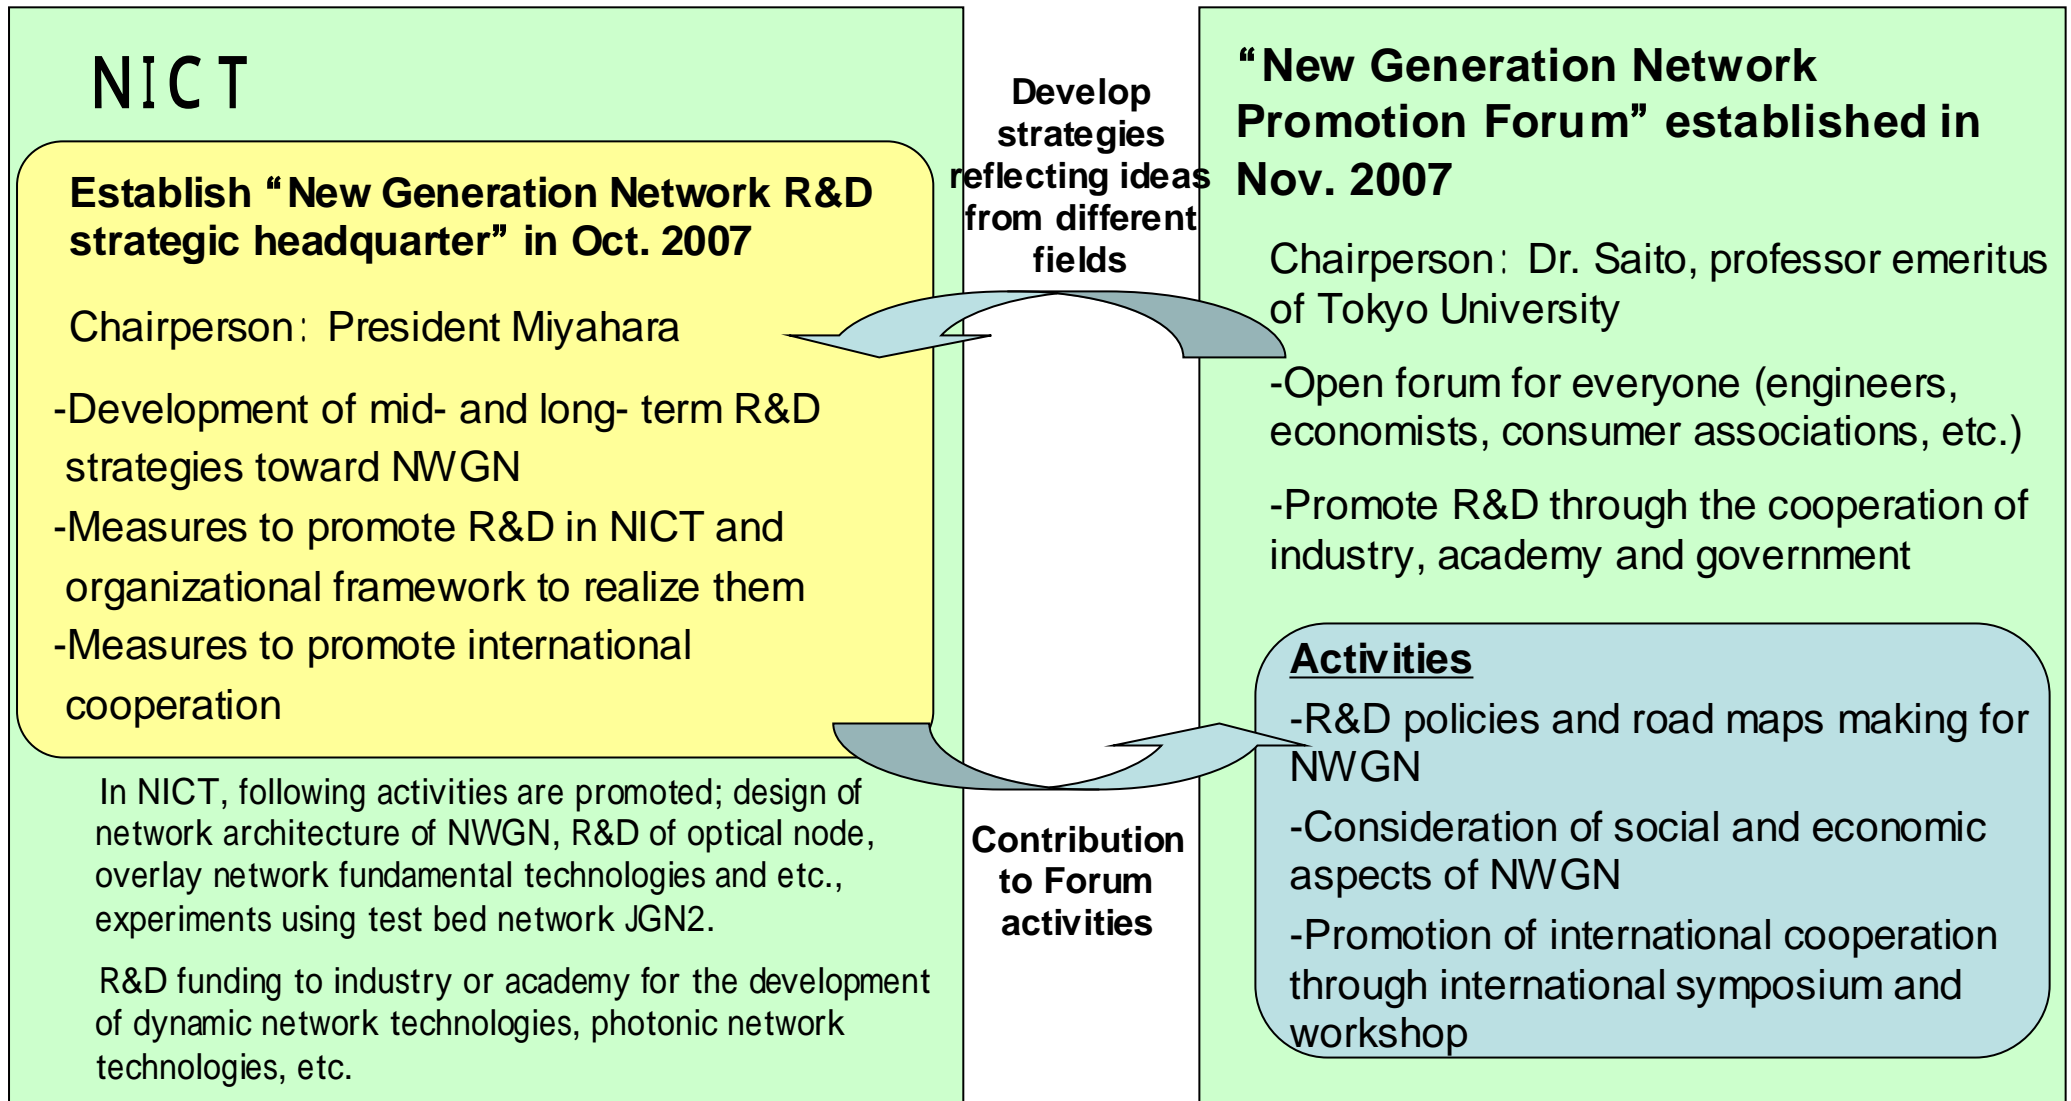 NICT
Establish “New Generation Network R&D
strategic headquarter” in Oct. 2007
Chairperson：President Miyahara
-Development of mid- and long- term R&D
strategies toward NWGN
-Measures to promote R&D in NICT and
organizational framework to realize them
-Measures to promote international
cooperation
In NICT, following activities are promoted; design of
network architecture of NWGN, R&D of optical node,
overlay network fundamental technologies and etc.,
experiments using test bed network JGN2.
R&D funding to industry or academy for the development
of dynamic network technologies, photonic network
technologies, etc.
Develop
strategies
reflecting ideas
from different
fields
Contribution
to Forum
activities
“New Generation Network
Promotion Forum” established in
Nov. 2007
Chairperson：Dr. Saito, professor emeritus
of Tokyo University
-Open forum for everyone (engineers,
economists, consumer associations, etc.)
-Promote R&D through the cooperation of
industry, academy and government
Activities
-R&D policies and road maps making for
NWGN
-Consideration of social and economic
aspects of NWGN
-Promotion of international cooperation
through international symposium and
workshop